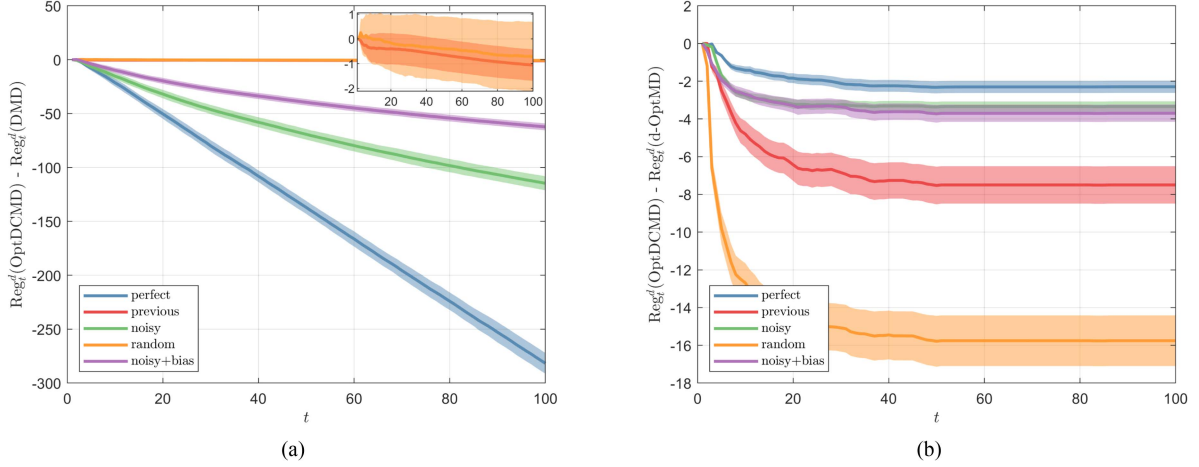 50
0
-50
-100
-150
-200
-250
-300
0
20
40
60
80
100
Reg_t^d(OptDCMD) - Reg_t^d(DMD)
t
1
0
-1
-2
20
40
60
80
100
perfect
previous
noisy
random
noisy+bias
(a)
0
-2
-4
-6
-8
-10
-12
-14
-16
-18
0
20
40
60
80
100
Reg_t^d(OptDCMD) - Reg_t^d(d-OptMD)
t
perfect
previous
noisy
random
noisy+bias
(b)